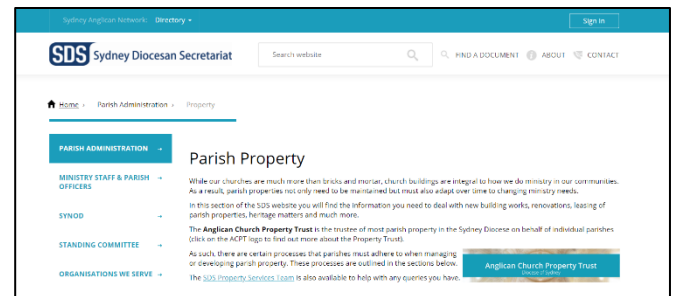 Sydney Anglican Network: Directory
Sign in
SDS Sydney Diocesan Secretariat
Search website
FIND A DOCUMENT
ABOUT
CONTACT
Home › Parish Administration › Property
PARISH ADMINISTRATION →
MINISTRY STAFF & PARISH →
OFFICERS
SYNOD →
STANDING COMMITTEE →
ORGANISATIONS WE SERVE →
Parish Property
While our churches are much more than bricks and mortar, church buildings are integral to how we do ministry in our communities.
As a result, parish properties not only need to be maintained but must also adapt over time to changing ministry needs.
In this section of the SDS website you will find the information you need to deal with new building works, renovations, leasing of
parish properties, heritage matters and much more.
The Anglican Church Property Trust is the trustee of most parish property in the Sydney Diocese on behalf of individual parishes
(click on the ACPT logo to find out more about the Property Trust).
As such, there are certain processes that parishes must adhere to when managing
or developing parish property. These processes are outlined in the sections below.
The SDS Property Services Team is also available to help with any queries you have.
Anglican Church Property Trust
Diocese of Sydney